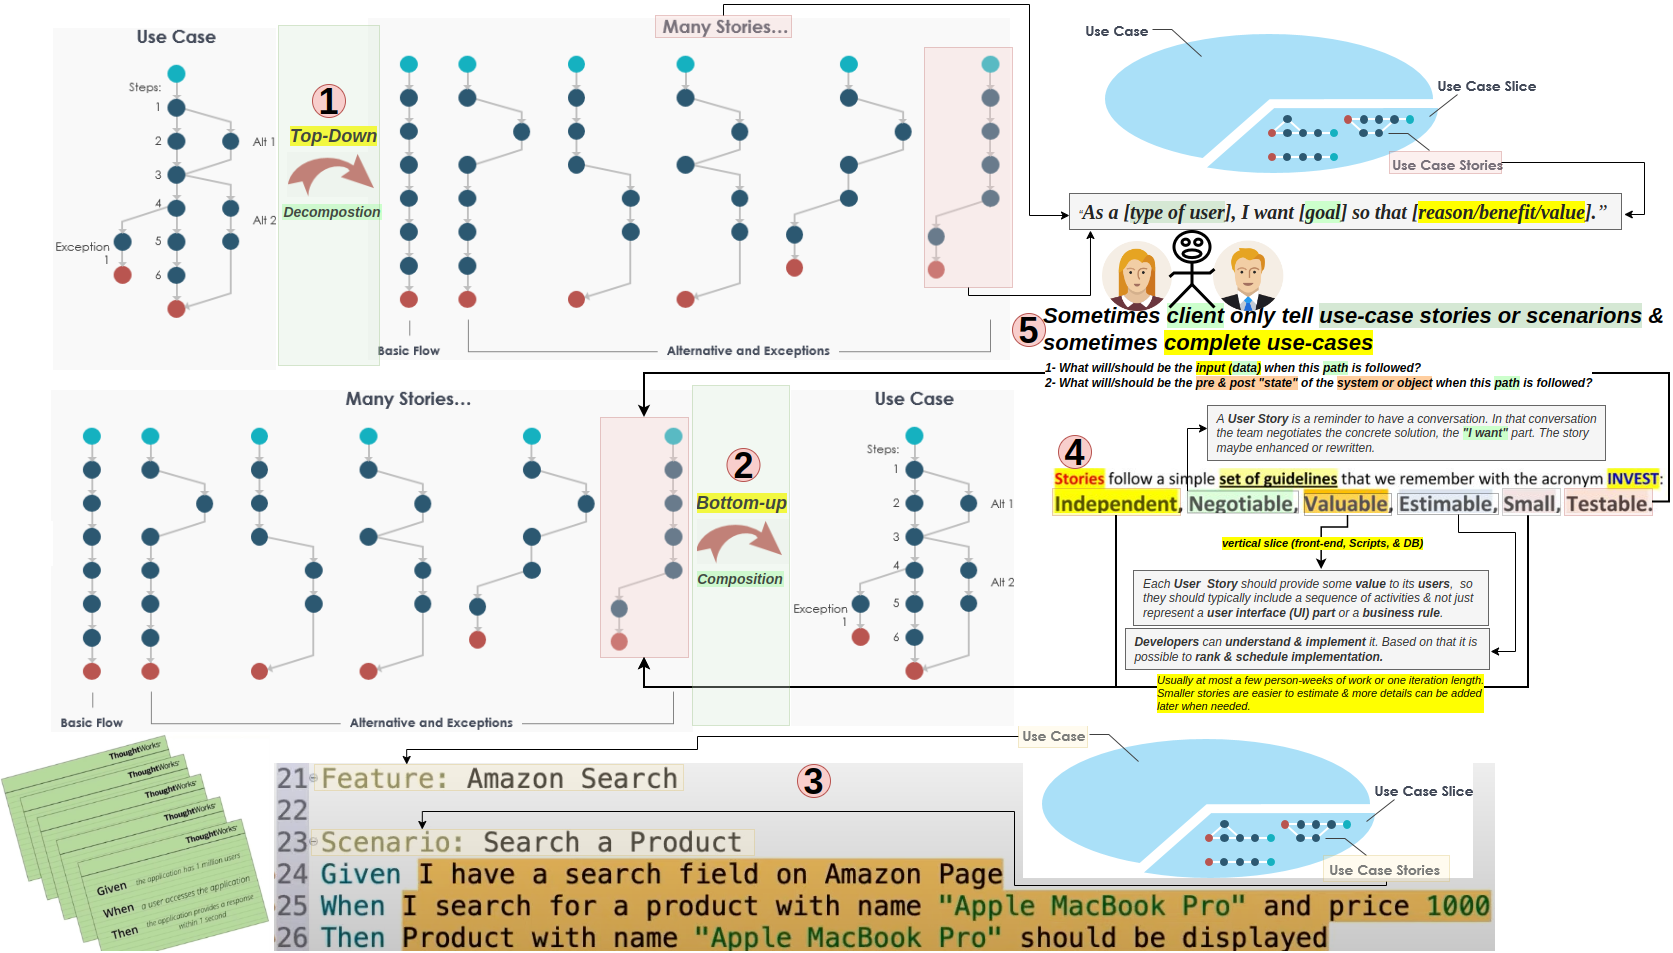 Use Case
Steps:
1
2
Alt 1
3
4
Alt 2
Exception
1
5
6
1
Top-Down
Decompostion
Many Stories...
Basic Flow
Alternative and Exceptions
Use Case
Use Case Slice
Use Case Stories
“As a [type of user], I want [goal] so that [reason/benefit/value].”
5
Sometimes client only tell use-case stories or scenarions &
sometimes complete use-cases
1- What will/should be the input (data) when this path is followed?
2- What will/should be the pre & post "state" of the system or object when this path is followed?
Many Stories...
Basic Flow
Alternative and Exceptions
2
Bottom-up
Composition
Use Case
Steps:
1
2
Alt 1
3
4
Alt 2
Exception
1
5
6
A User Story is a reminder to have a conversation. In that conversation
the team negotiates the concrete solution, the "I want" part. The story
maybe enhanced or rewritten.
4
Stories follow a simple set of guidelines that we remember with the acronym INVEST:
Independent, Negotiable, Valuable, Estimable, Small, Testable.
vertical slice (front-end, Scripts, & DB)
Each User Story should provide some value to its users, so
they should typically include a sequence of activities & not just
represent a user interface (UI) part or a business rule.
Developers can understand & implement it. Based on that it is
possible to rank & schedule implementation.
Usually at most a few person-weeks of work or one iteration length.
Smaller stories are easier to estimate & more details can be added
later when needed.
ThoughtWorks
ThoughtWorks
ThoughtWorks
ThoughtWorks
ThoughtWorks
Given the application has 1 million users
When a user accesses the application
Then the application provides a response
within 1 second
3
21 Feature: Amazon Search
22
23 Scenario: Search a Product
24 Given I have a search field on Amazon Page
25 When I search for a product with name "Apple MacBook Pro" and price 1000
26 Then Product with name "Apple MacBook Pro" should be displayed
Use Case
Use Case Slice
Use Case Stories